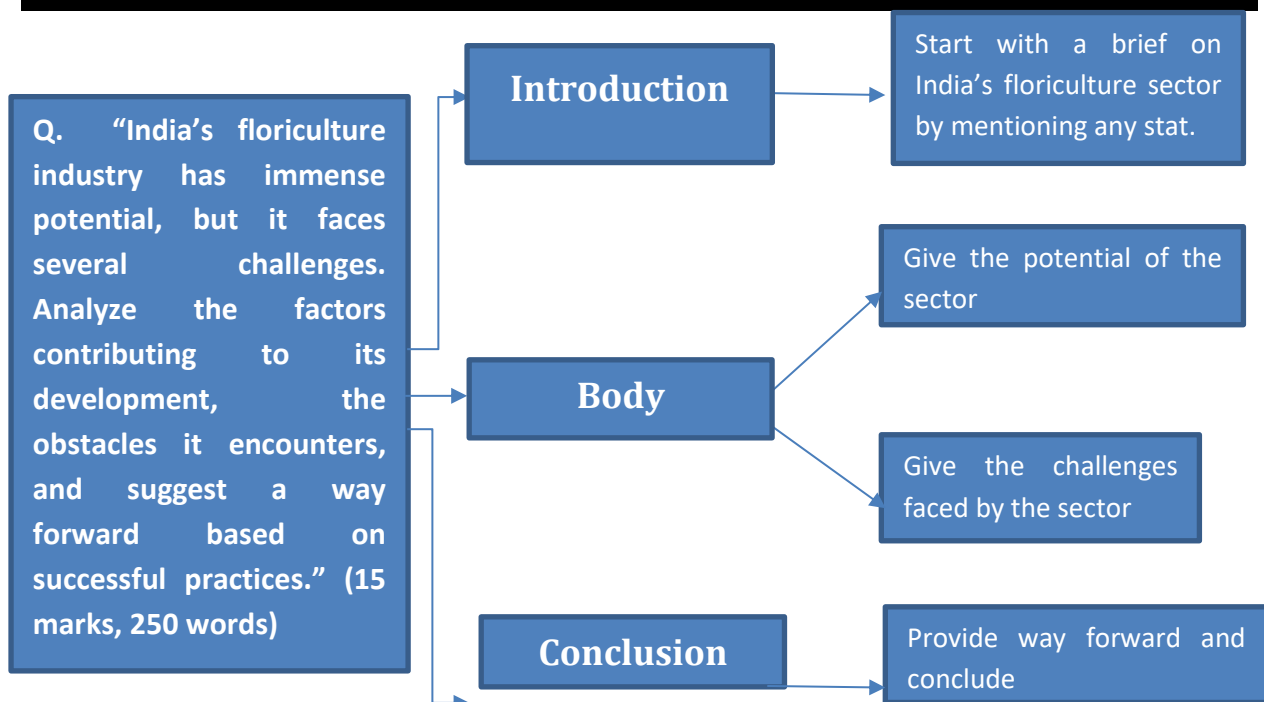 Q. “India’s floriculture
industry has immense
potential, but it faces
several challenges.
Analyze the factors
contributing to its
development, the
obstacles it encounters,
and suggest a way
forward based on
successful practices.” (15
marks, 250 words)
Introduction
Start with a brief on
India’s floriculture sector
by mentioning any stat.
Body
Give the potential of the
sector
Give the challenges
faced by the sector
Conclusion
Provide way forward and
conclude